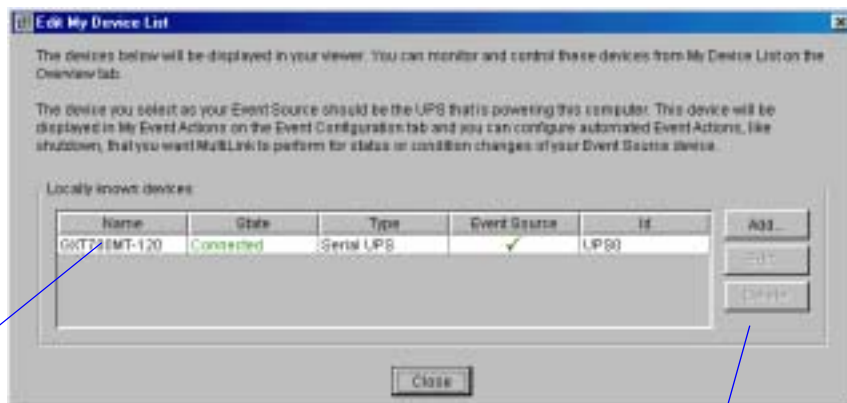 Edit My Device List
The devices below will be displayed in your viewer. You can monitor and control these devices from My Device List on the
Overview tab.
The device you select as your Event Source should be the UPS that is powering this computer. This device will be
displayed in My Event Actions on the Event Configuration tab and you can configure automated Event Actions, like
shutdown, that you want MultiLink to perform for status or condition changes of your Event Source device.
Locally known devices
Name State Type Event Source Id
Connected Serial UPS UPS0
Add...
Edit...
Delete
Close